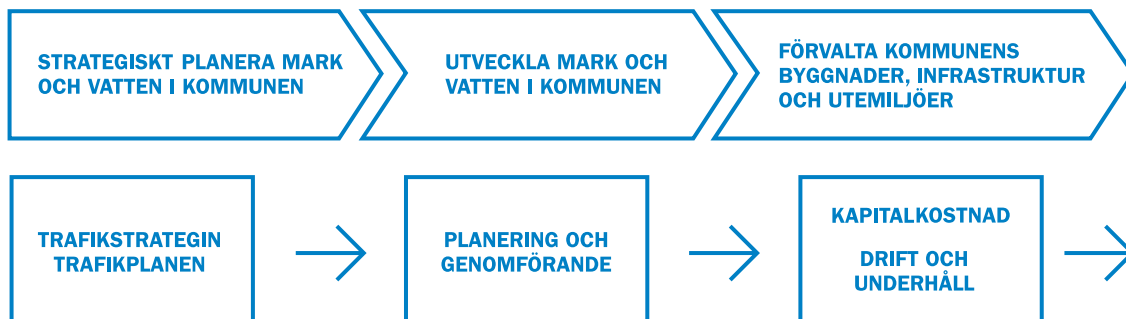 STRATEGISKT PLANERA MARK
OCH VATTEN I KOMMUNEN
UTVECKLA MARK OCH
VATTEN I KOMMUNEN
FÖRVALTA KOMMUNENS
BYGGNADER, INFRASTRUKTUR
OCH UTEMILJÖER
TRAFIKSTRATEGIN
TRAFIKPLANEN
PLANERING OCH
GENOMFÖRANDE
KAPITALKOSTNAD
DRIFT OCH
UNDERHÅLL